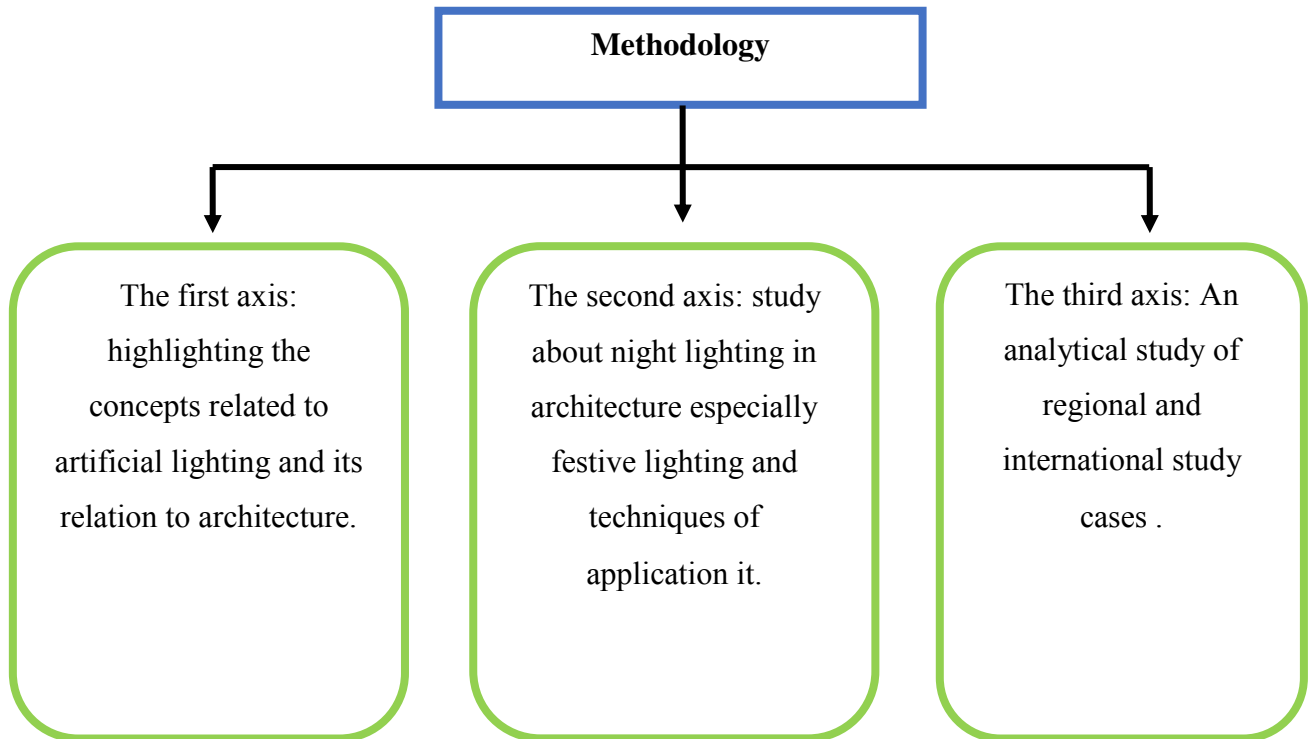 Methodology
The first axis:
highlighting the
concepts related to
artificial lighting and its
relation to architecture.
The second axis: study
about night lighting in
architecture especially
festive lighting and
techniques of
application it.
The third axis: An
analytical study of
regional and
international study
cases .